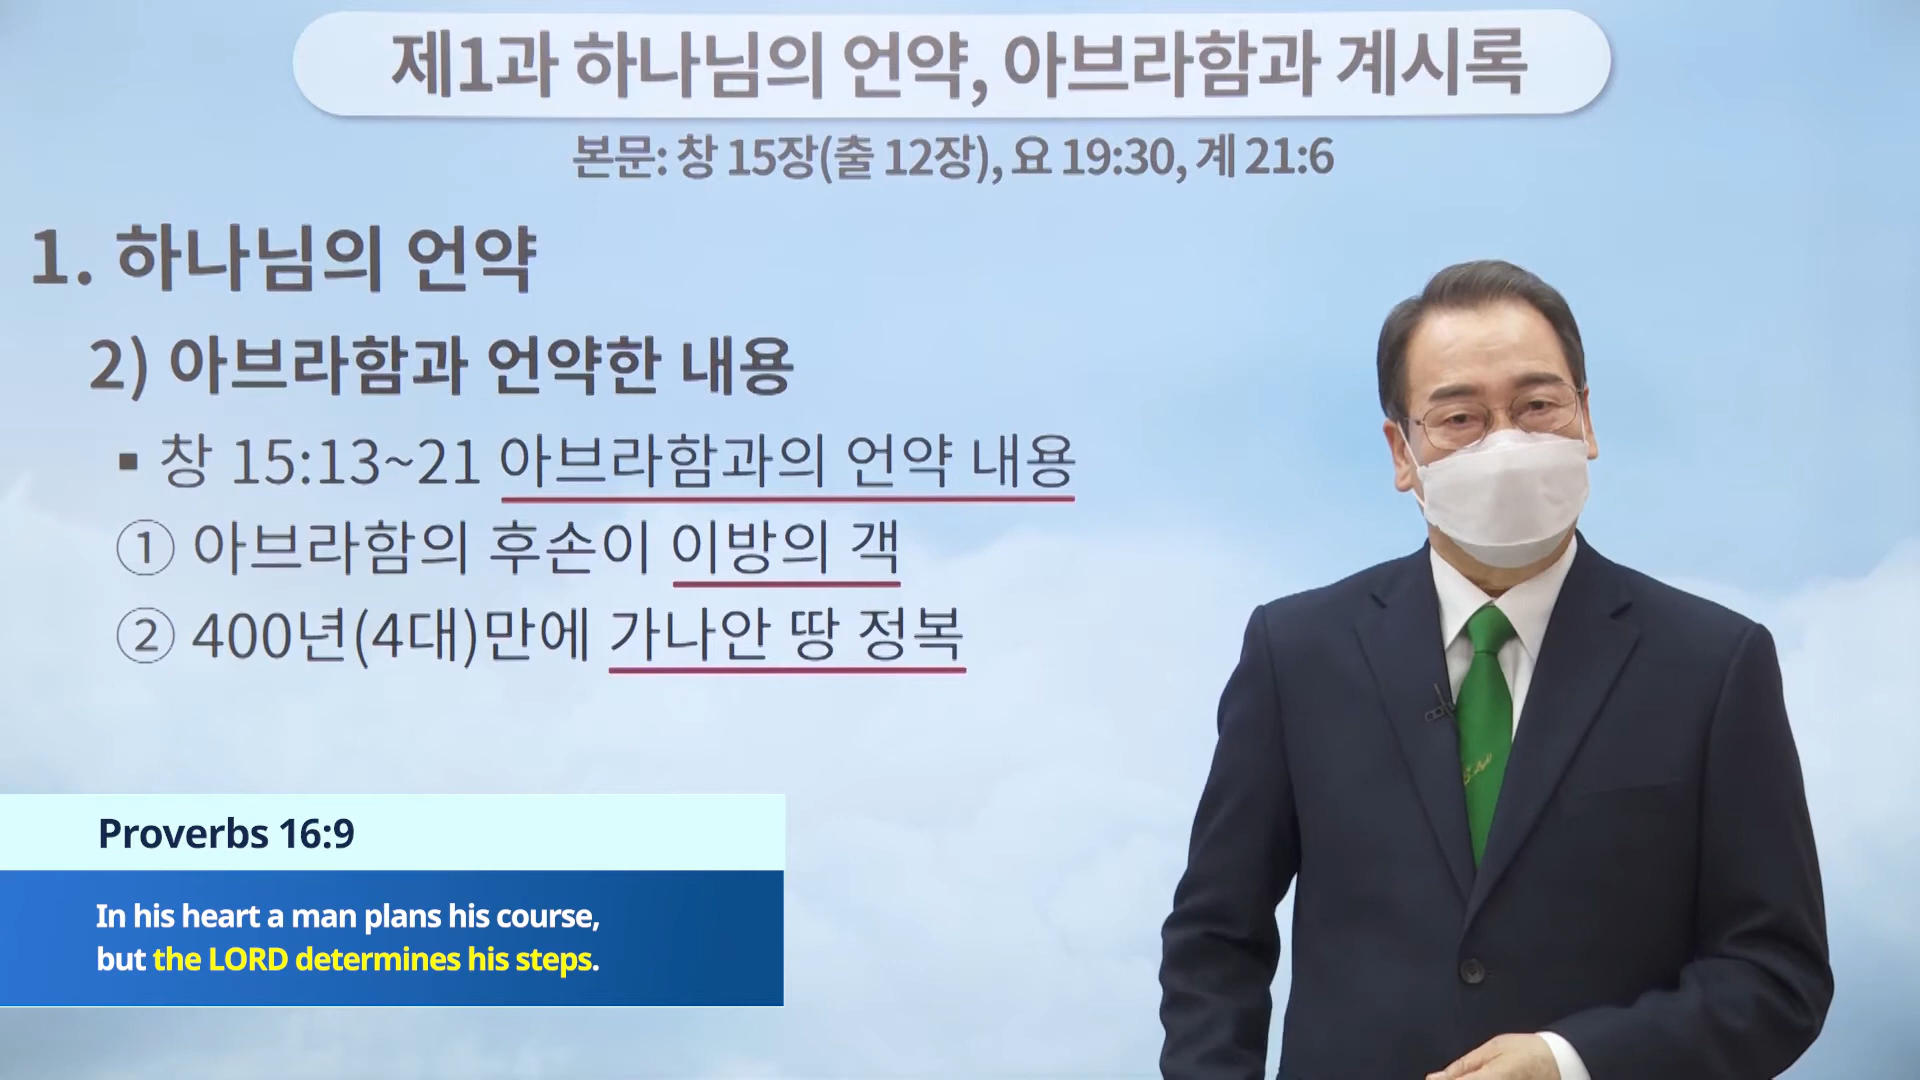 제1과 하나님의 언약, 아브라함과 계시록
본문: 창 15장(출 12장), 요 19:30, 계 21:6
1. 하나님의 언약
2) 아브라함과 언약한 내용
▪ 창 15:13~21 아브라함과의 언약 내용
① 아브라함의 후손이 이방의 객
② 400년(4대)만에 가나안 땅 정복
Proverbs 16:9
In his heart a man plans his course,
but the LORD determines his steps.